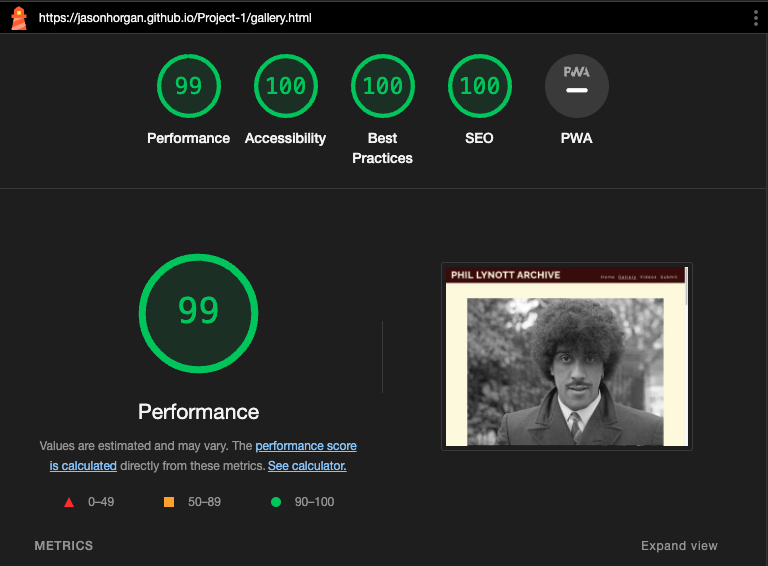 https://jasonhorgan.github.io/Project-1/gallery.html
99 100 100 100 PWA
Performance Accessibility Best Practices SEO PWA
99
PHIL LYNOTT ARCHIVE Home Gallery Videos Submit
Performance
Values are estimated and may vary. The performance score
is calculated directly from these metrics. See calculator.
0–49 50–89 90–100
METRICS Expand view